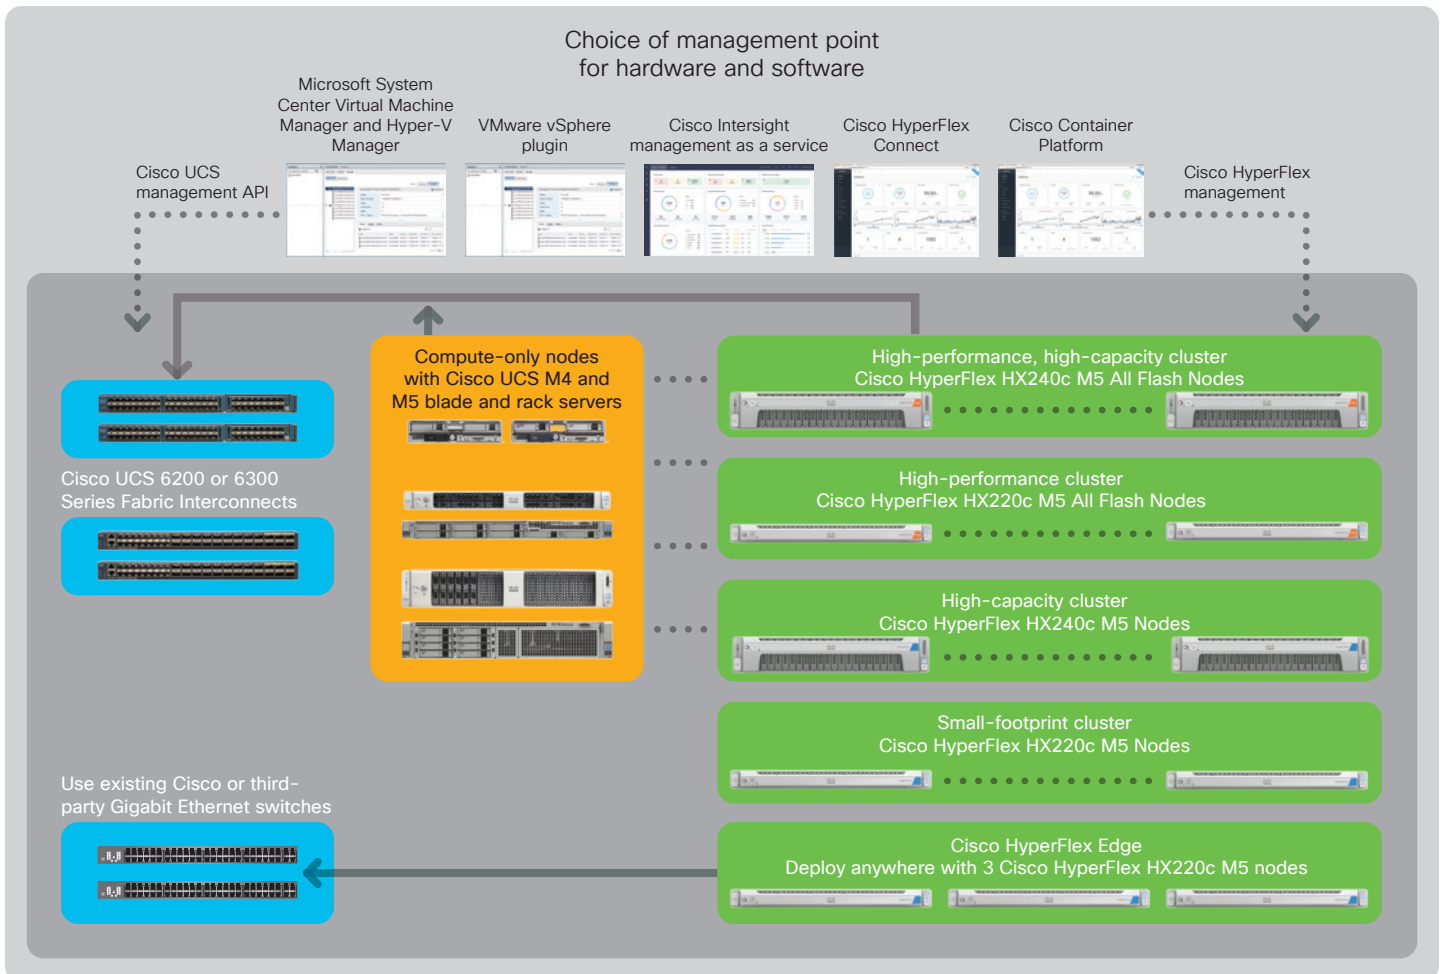 Choice of management point
for hardware and software
Microsoft System
Center Virtual Machine
Manager and Hyper-V
Manager
VMware vSphere
plugin
Cisco Intersight
management as a service
Cisco HyperFlex
Connect
Cisco Container
Platform
Cisco UCS
management API
Cisco HyperFlex
management
Compute-only nodes
with Cisco UCS M4 and
M5 blade and rack servers
High-performance, high-capacity cluster
Cisco HyperFlex HX240c M5 All Flash Nodes
Cisco UCS 6200 or 6300
Series Fabric Interconnects
High-performance cluster
Cisco HyperFlex HX220c M5 All Flash Nodes
High-capacity cluster
Cisco HyperFlex HX240c M5 Nodes
Small-footprint cluster
Cisco HyperFlex HX220c M5 Nodes
Use existing Cisco or third-
party Gigabit Ethernet switches
Cisco HyperFlex Edge
Deploy anywhere with 3 Cisco HyperFlex HX220c M5 nodes